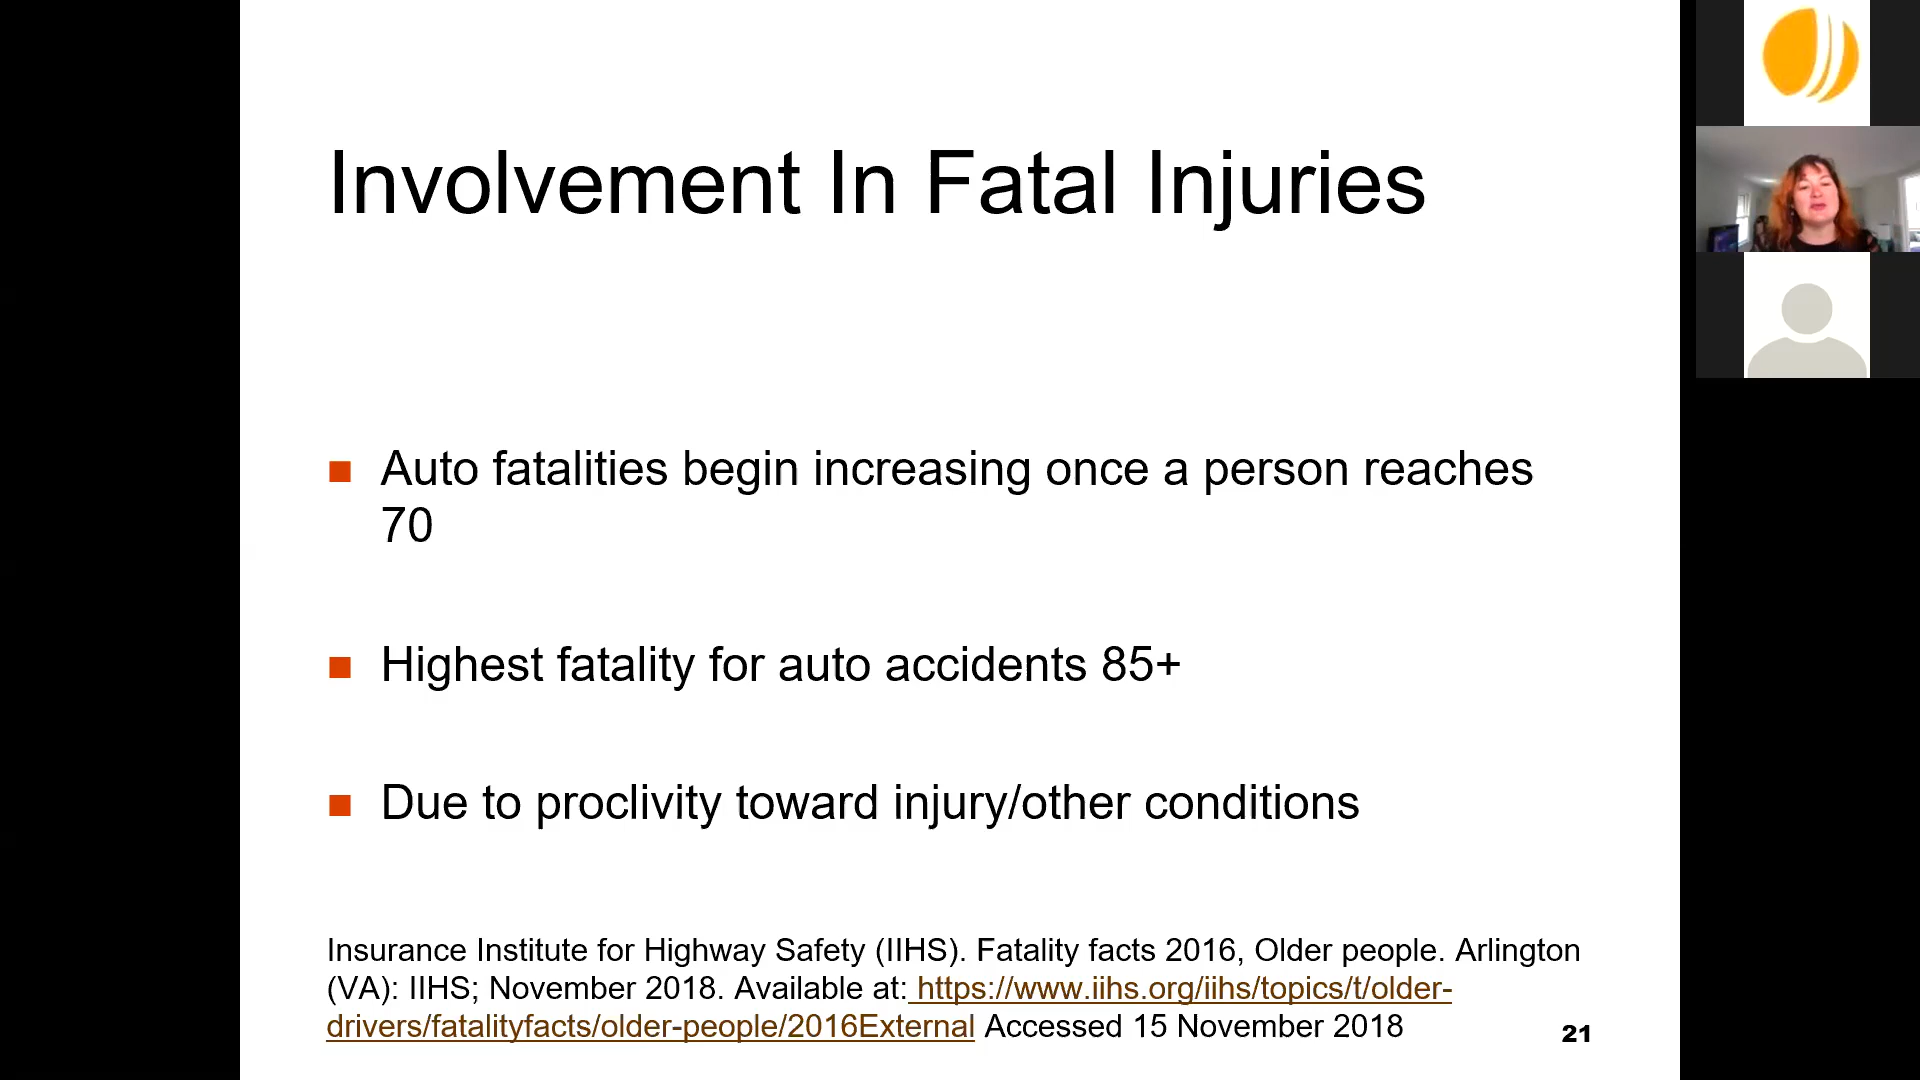 Involvement In Fatal Injuries
Auto fatalities begin increasing once a person reaches
70
Highest fatality for auto accidents 85+
Due to proclivity toward injury/other conditions
Insurance Institute for Highway Safety (IIHS). Fatality facts 2016, Older people. Arlington
(VA): IIHS; November 2018. Available at: https://www.iihs.org/iihs/topics/t/older-
drivers/fatalityfacts/older-people/2016External Accessed 15 November 2018
21